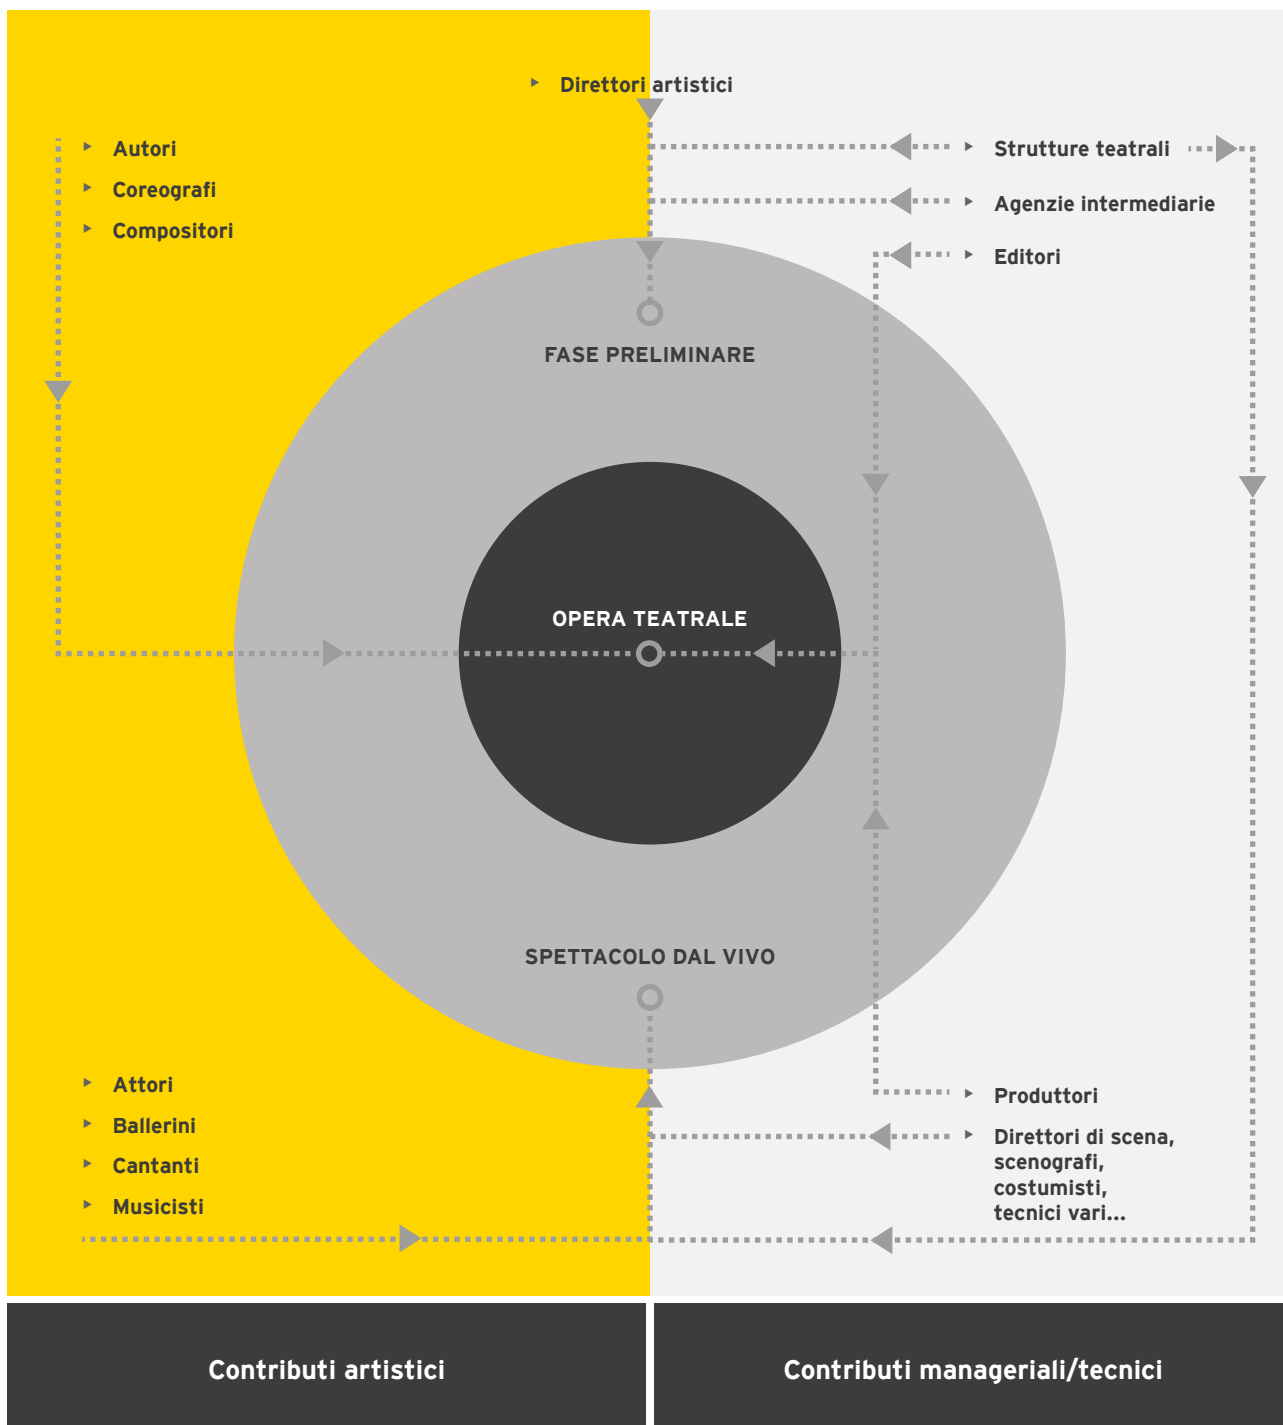 Direttori artistici
Autori
Coreografi
Compositori
Strutture teatrali
Agenzie intermediarie
Editori
FASE PRELIMINARE
OPERA TEATRALE
SPETTACOLO DAL VIVO
Attori
Ballerini
Cantanti
Musicisti
Produttori
Direttori di scena,
scenografi,
costumisti,
tecnici vari...
Contributi artistici
Contributi manageriali/tecnici